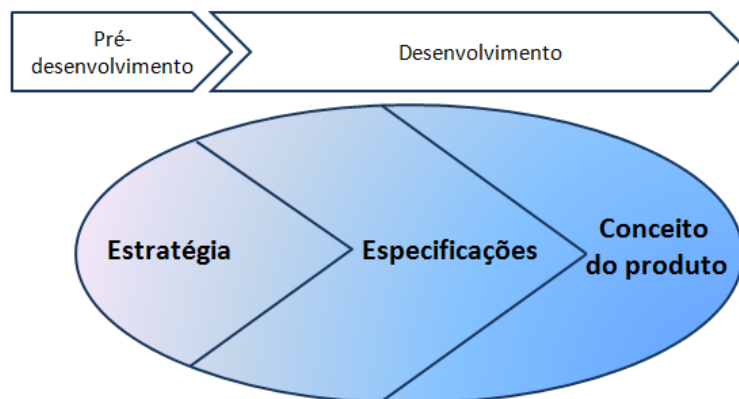 Pré-
desenvolvimento
Desenvolvimento
Estratégia
Especificações
Conceito
do produto